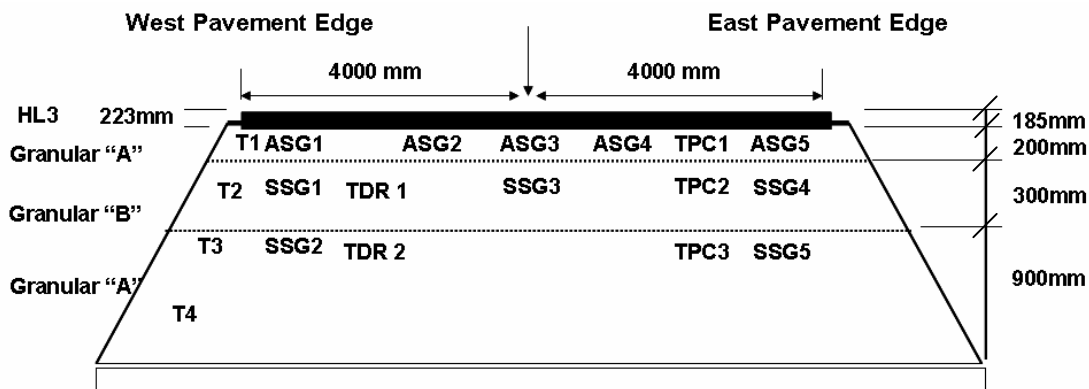 West Pavement Edge East Pavement Edge
4000 mm 4000 mm
HL3 223mm 185mm
T1 ASG1 ASG2 ASG3 ASG4 TPC1 ASG5 200mm
Granular “A”
T2 SSG1 TDR 1 SSG3 TPC2 SSG4 300mm
Granular “B”
T3 SSG2 TDR 2 TPC3 SSG5
Granular “A” 900mm
T4